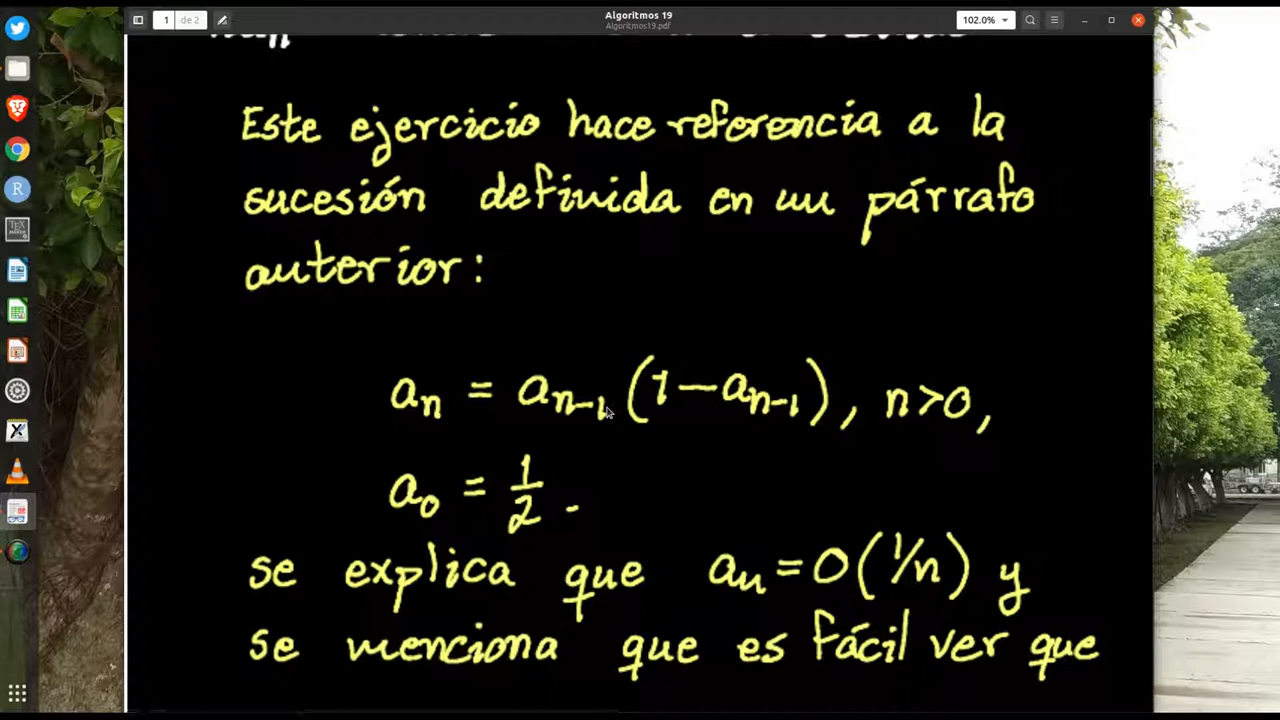 Algoritmos 19
Algoritmos19.pdf
1 de 2
102.0%
Este ejercicio hace referencia a la
sucesión definida en un párrafo
anterior:
aₙ = aₙ₋₁ (1 − aₙ₋₁), n>0,
a₀ = 1/2.
se explica que aₙ = O(1/n) y
se menciona que es fácil ver que